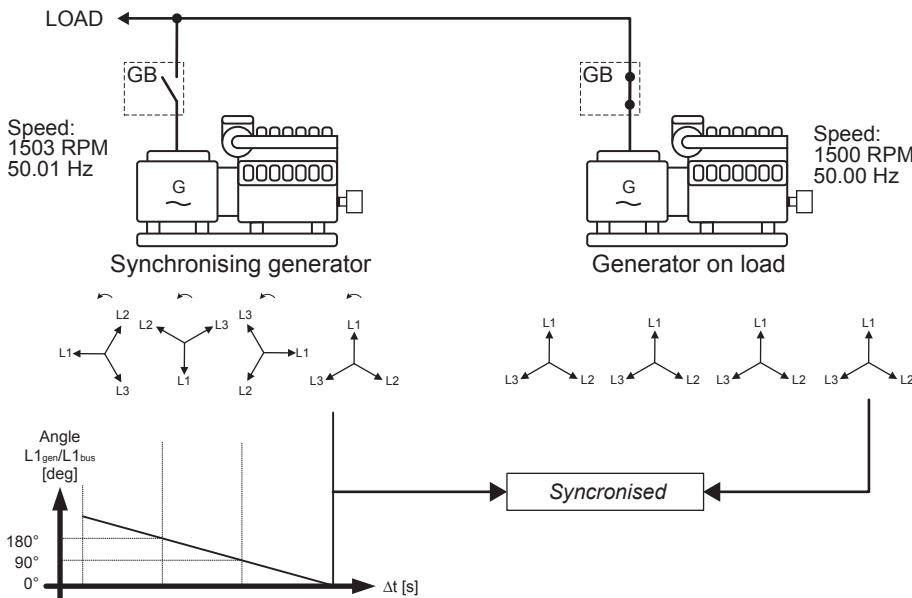 LOAD
GB
GB
Speed:
1503 RPM
50.01 Hz
Speed:
1500 RPM
50.00 Hz
G
G
Synchronising generator
Generator on load
L2
L1
L3
L2
L3
L1
L3
L1
L2
L1
L3
L2
L1
L3
L2
L1
L3
L2
L1
L3
L2
L1
L3
L2
Angle
L1gen/L1bus
[deg]
180°
90°
0°
Δt [s]
Syncronised